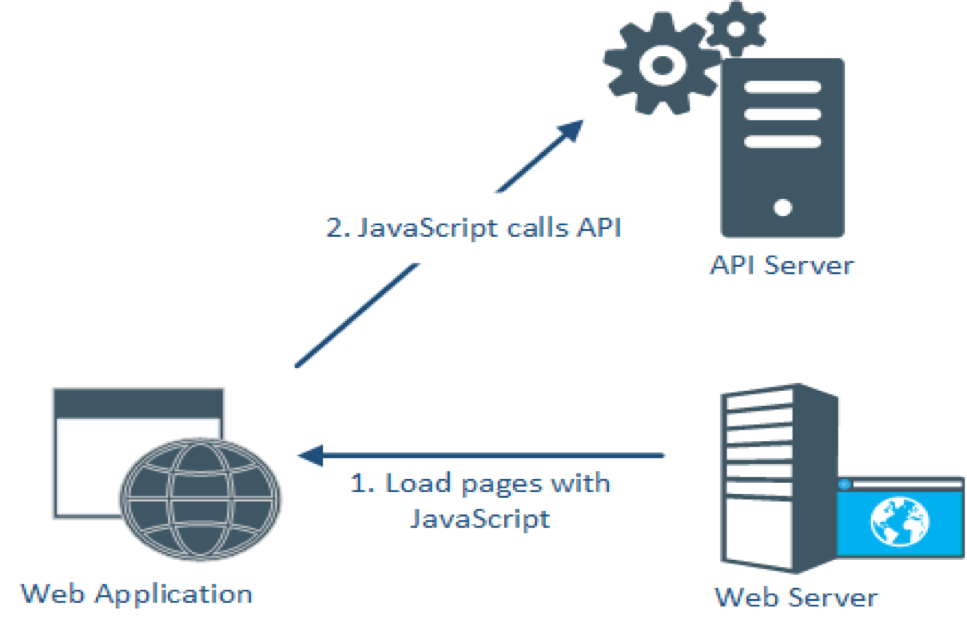 2. JavaScript calls API
API Server
1. Load pages with
JavaScript
Web Application
Web Server